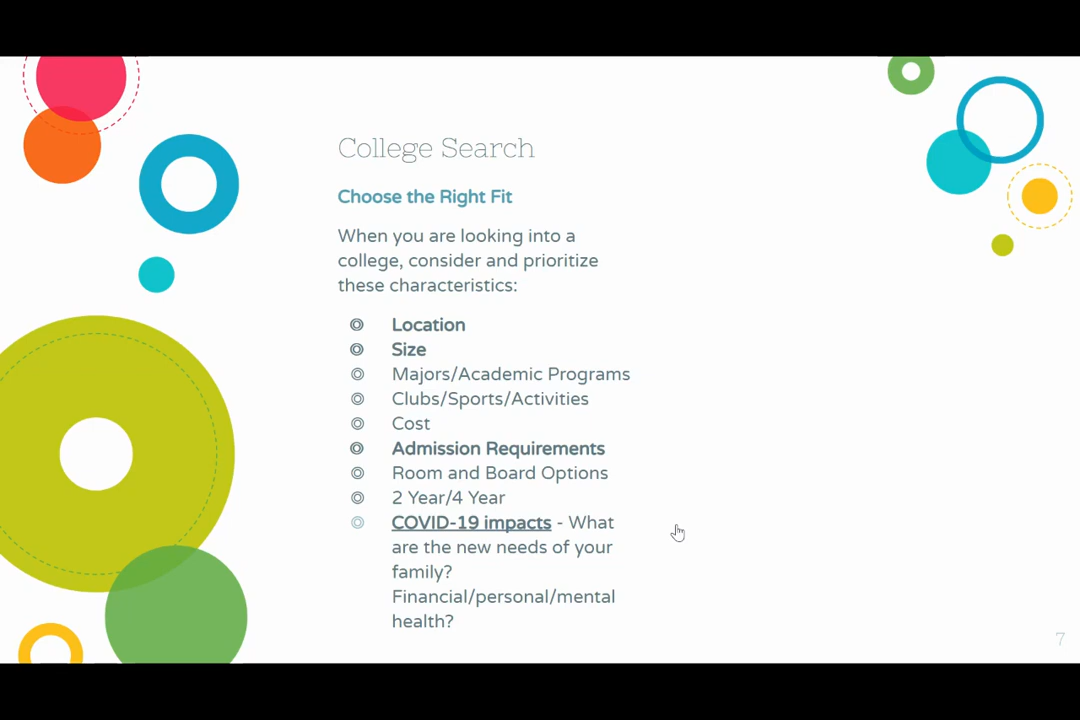 College Search
Choose the Right Fit
When you are looking into a
college, consider and prioritize
these characteristics:
Location
Size
Majors/Academic Programs
Clubs/Sports/Activities
Cost
Admission Requirements
Room and Board Options
2 Year/4 Year
COVID-19 impacts - What
are the new needs of your
family?
Financial/personal/mental
health?
7